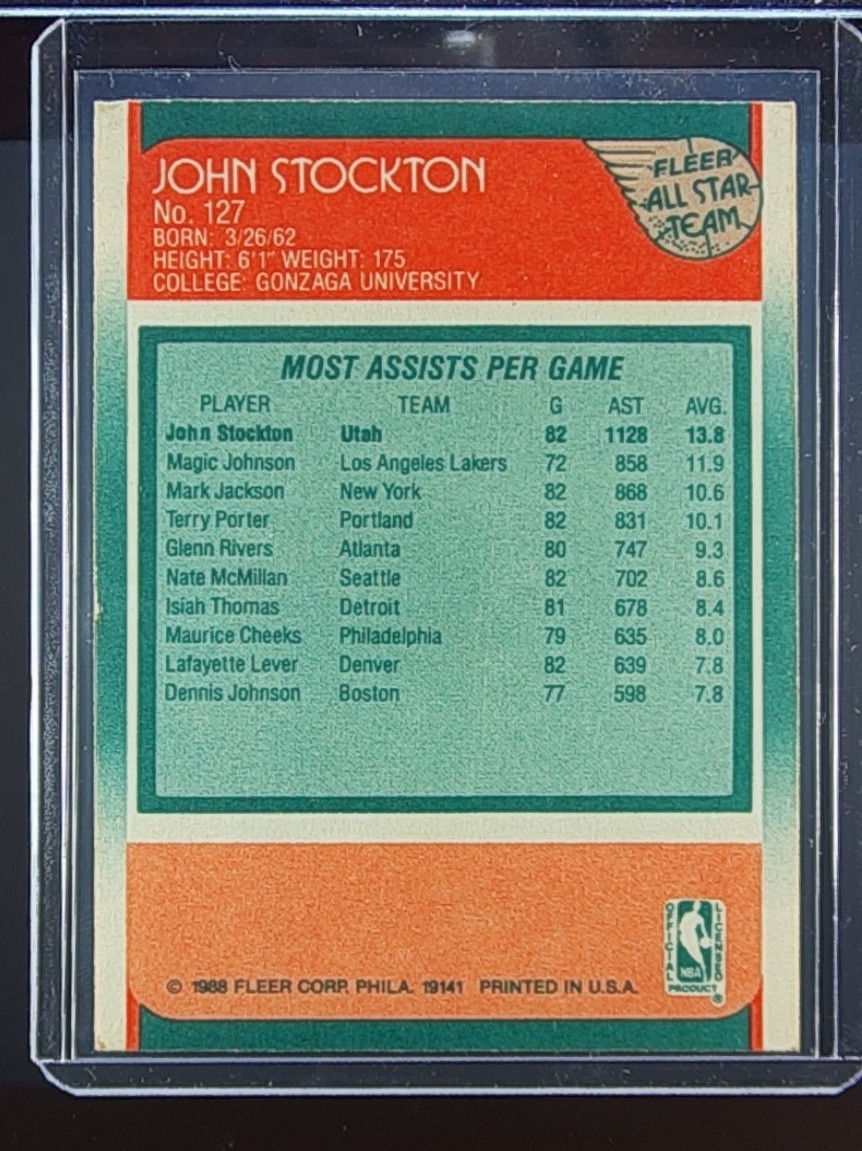 JOHN STOCKTON
No. 127
BORN: 3/26/62
HEIGHT: 6'1" WEIGHT: 175
COLLEGE: GONZAGA UNIVERSITY
FLEER
ALL STAR
TEAM
MOST ASSISTS PER GAME
PLAYER TEAM G AST AVG.
John Stockton Utah 82 1128 13.8
Magic Johnson Los Angeles Lakers 72 858 11.9
Mark Jackson New York 82 868 10.6
Terry Porter Portland 82 831 10.1
Glenn Rivers Atlanta 80 747 9.3
Nate McMillan Seattle 82 702 8.6
Isiah Thomas Detroit 81 678 8.4
Maurice Cheeks Philadelphia 79 635 8.0
Lafayette Lever Denver 82 639 7.8
Dennis Johnson Boston 77 598 7.8
© 1988 FLEER CORP. PHILA. 19141 PRINTED IN U.S.A.
OFFICIAL
LICENSED
NBA
PRODUCT
®